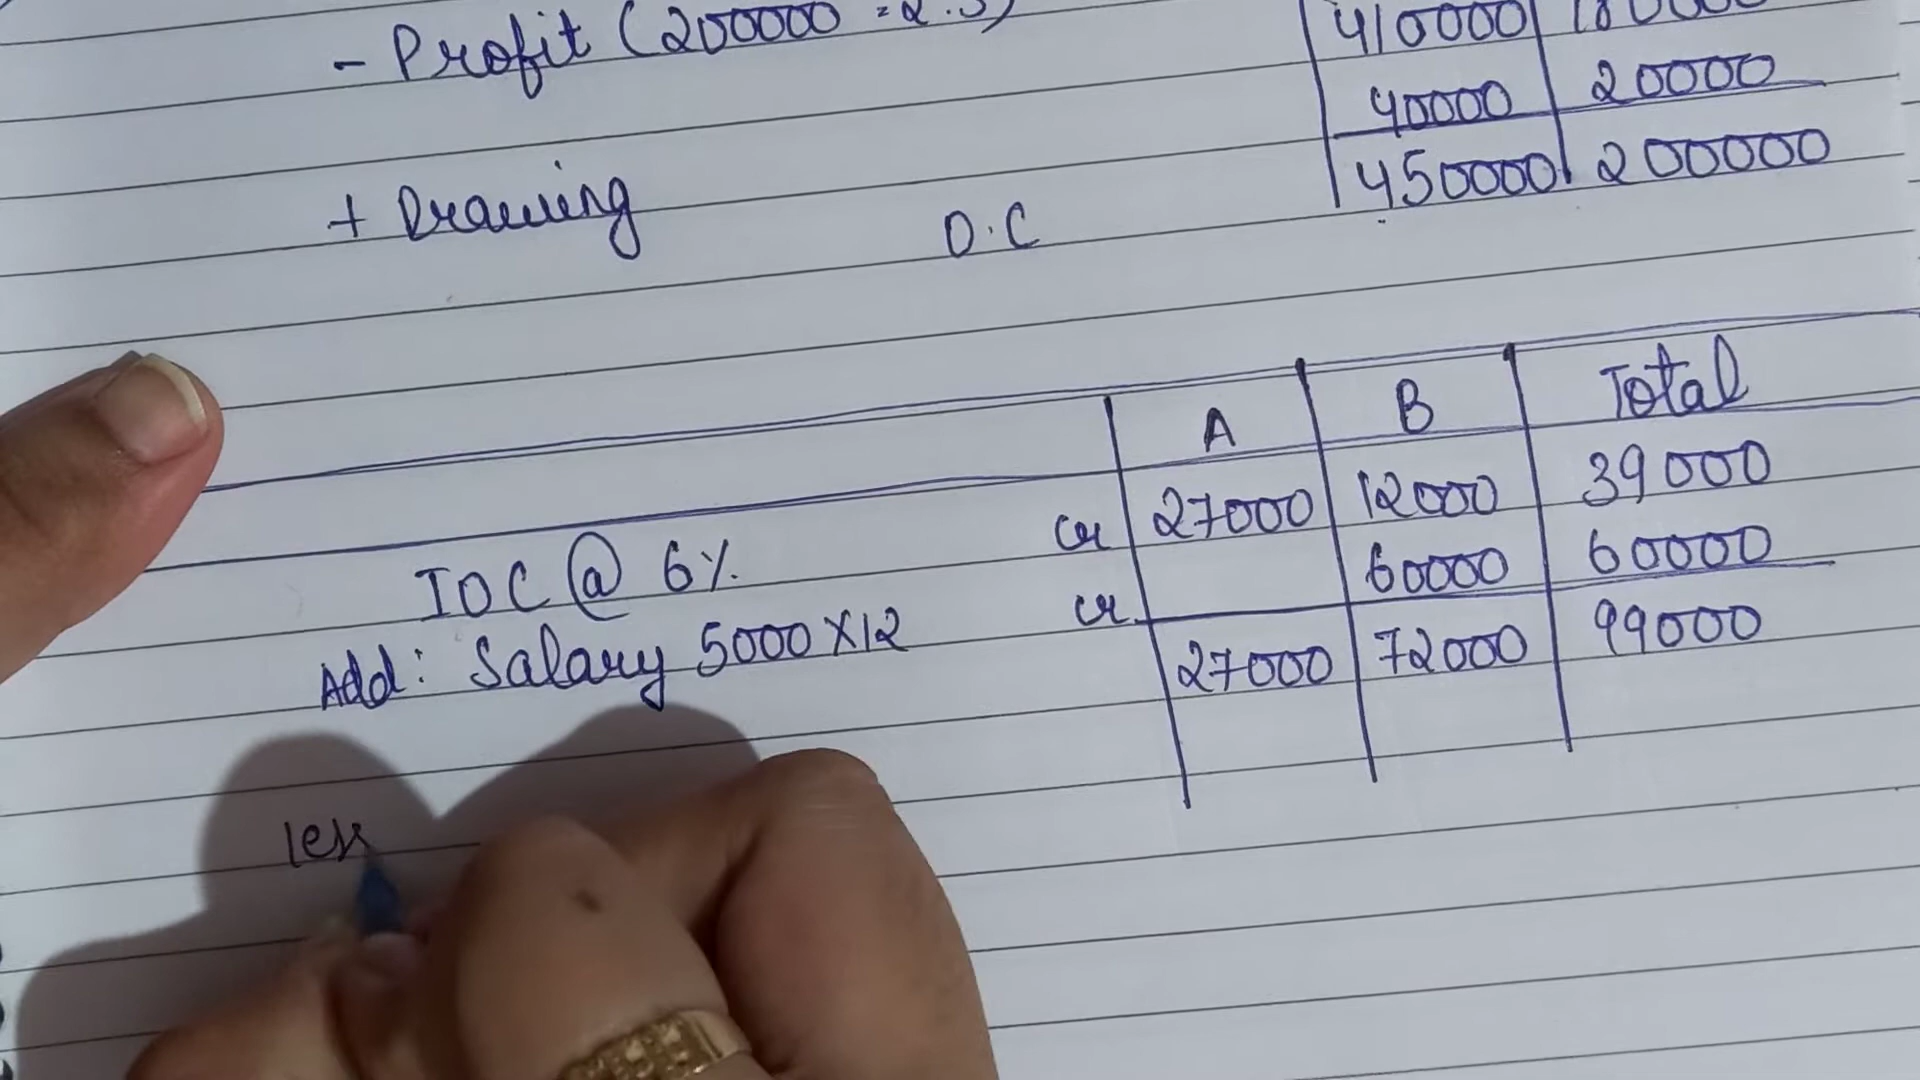 - Profit (200000 410000
40000 20000
+ Drawing O.C 450000 200000
A B Total
IOC @ 6% Cr 27000 12000 39000
Add: Salary 5000 X 12 Cr 60000 60000
27000 72000 99000
less